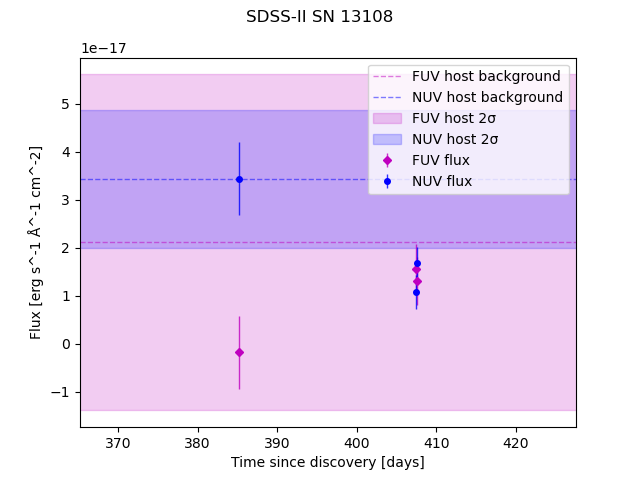 SDSS-II SN 13108
1e−17
FUV host background
NUV host background
FUV host 2σ
NUV host 2σ
FUV flux
NUV flux
5
4
3
2
1
0
−1
Flux [erg s^-1 Å^-1 cm^-2]
370
380
390
400
410
420
Time since discovery [days]